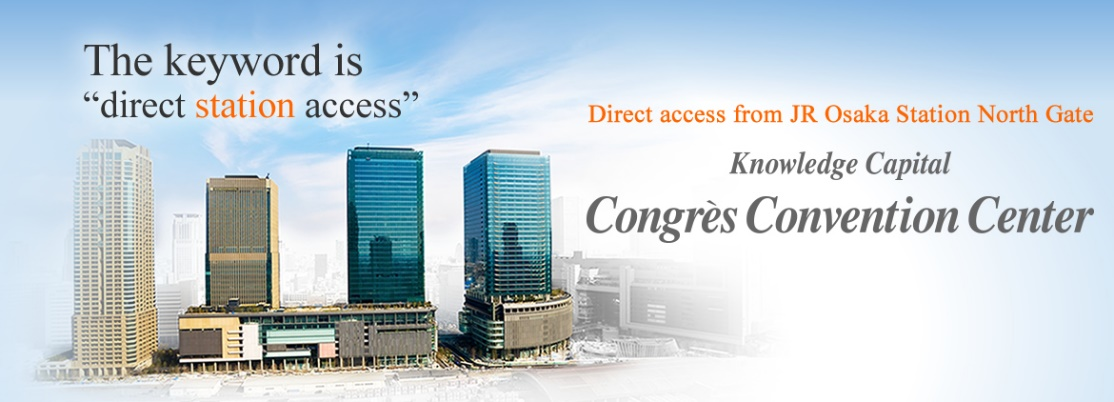 The keyword is
“direct station access”
Direct access from JR Osaka Station North Gate
Knowledge Capital
Congrès Convention Center